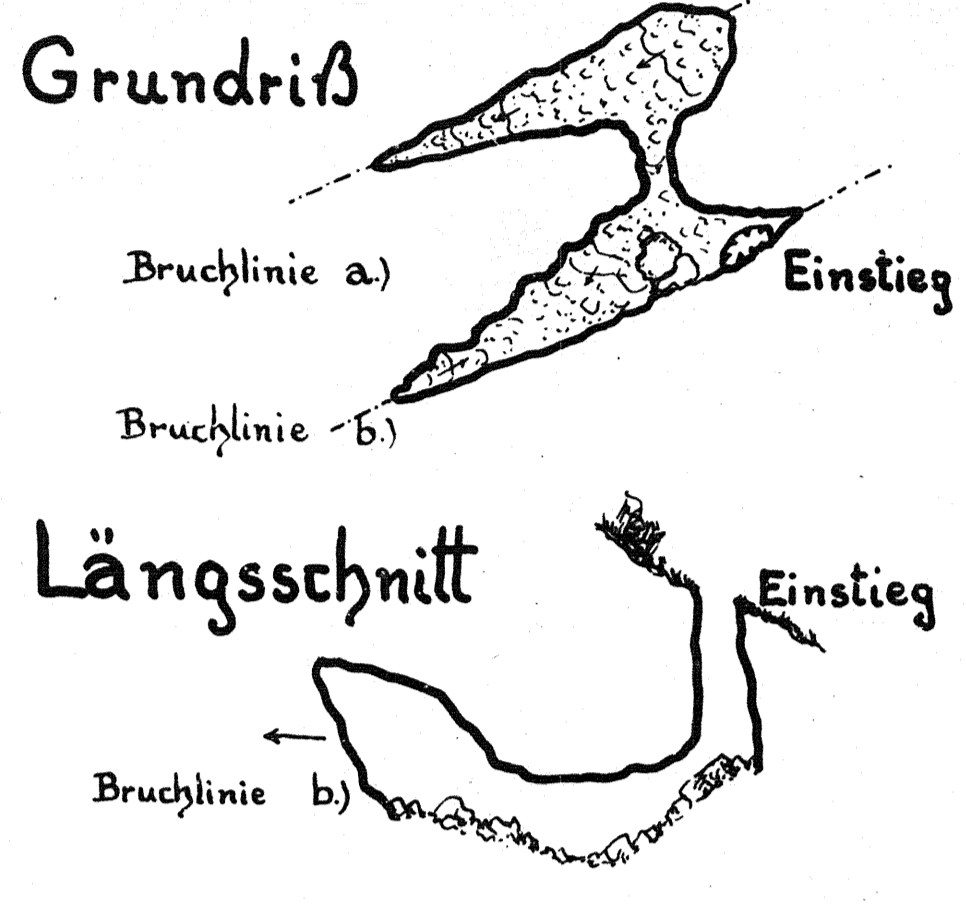 Grundriß
Bruchlinie a.)
Einstieg
Bruchlinie b.)
Längsschnitt
Einstieg
Bruchlinie b.)